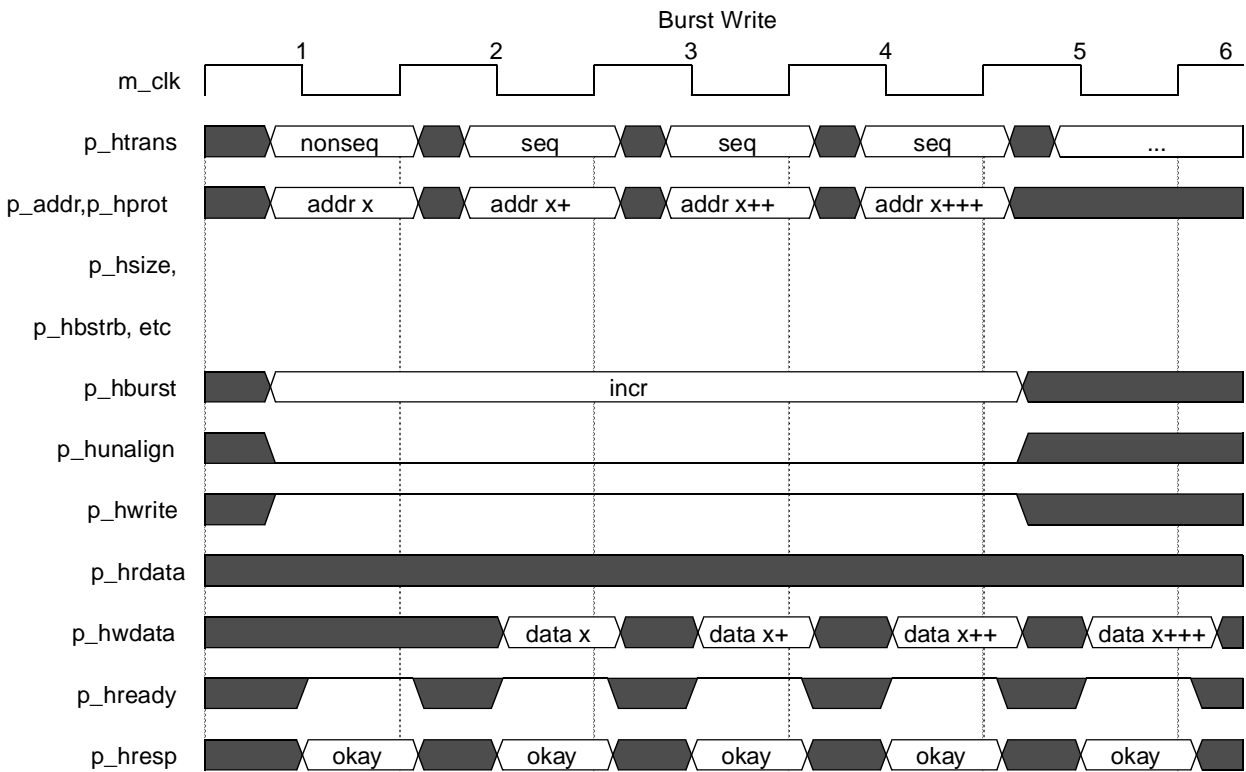 Burst Write
1 2 3 4 5 6
m_clk
p_htrans nonseq seq seq seq ...
p_addr,p_hprot addr x addr x+ addr x++ addr x+++
p_hsize,
p_hbstrb, etc
p_hburst incr
p_hunalign
p_hwrite
p_hrdata
p_hwdata data x data x+ data x++ data x+++
p_hready
p_hresp okay okay okay okay okay